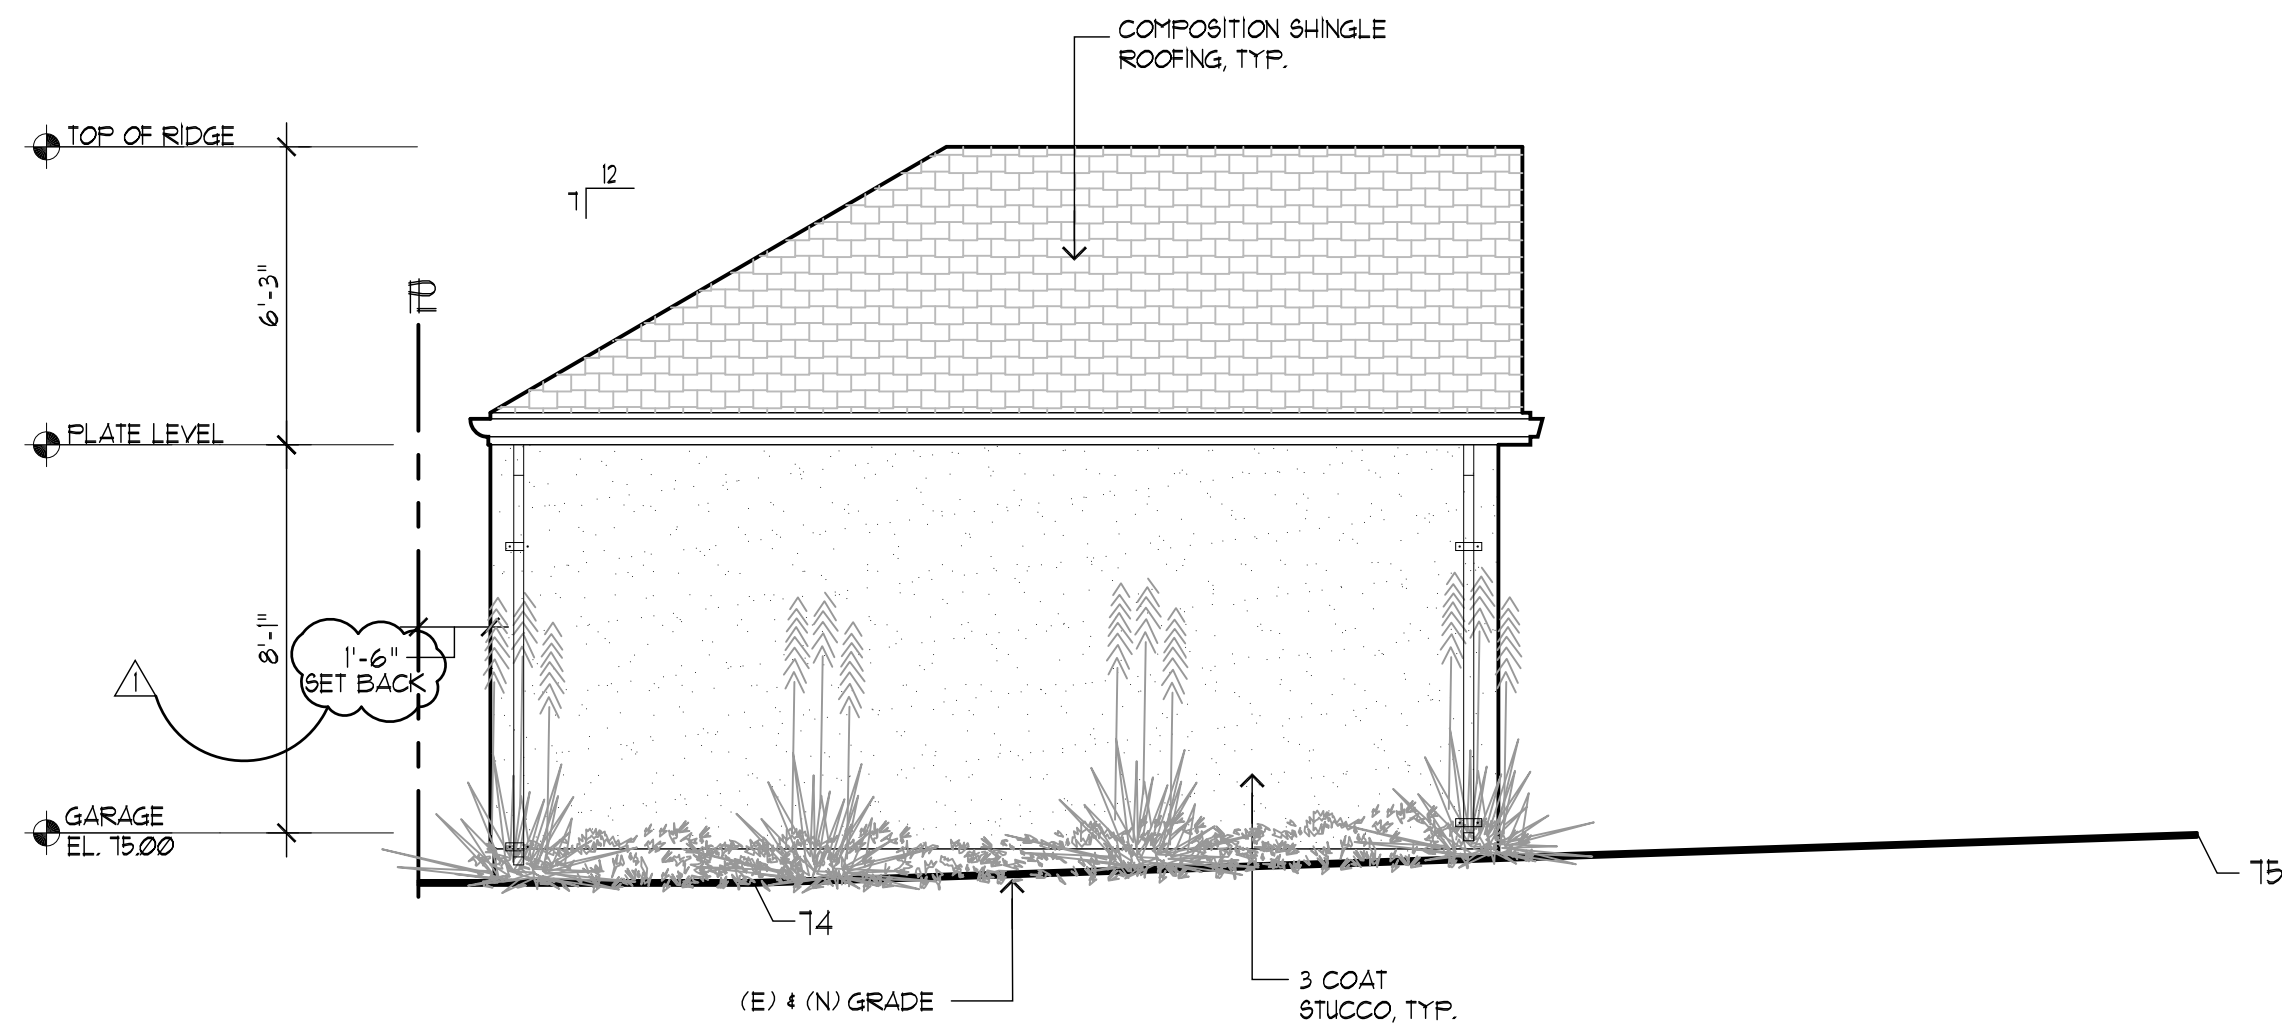 COMPOSITION SHINGLE
ROOFING, TYP.
TOP OF RIDGE
12
7
6'-3"
PL
PLATE LEVEL
8'-1"
1'-6"
SET BACK
1
GARAGE
EL. 75.00
75
74
(E) & (N) GRADE
3 COAT
STUCCO, TYP.